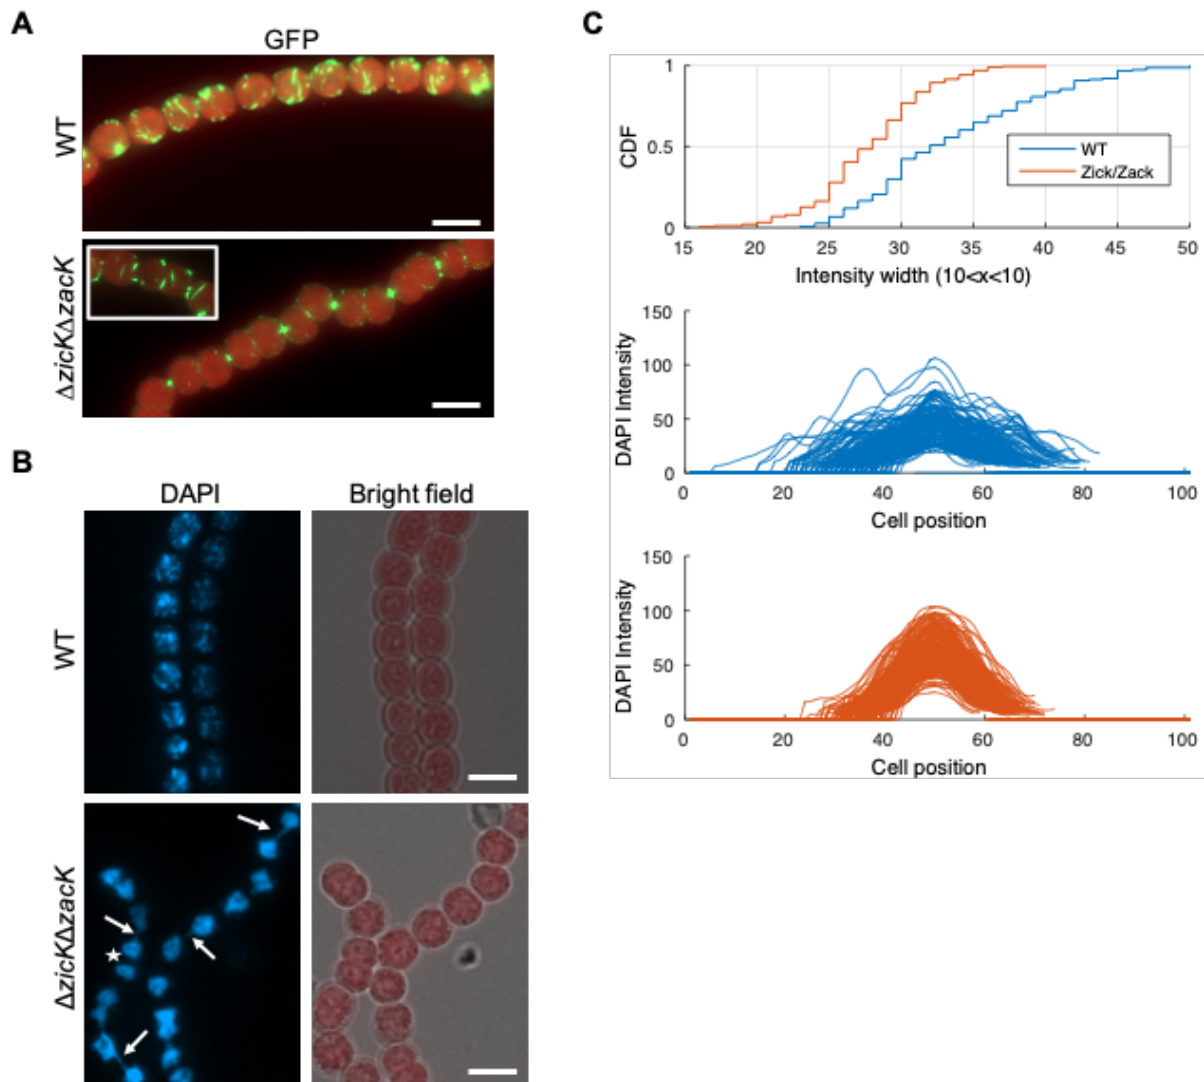 A
GFP
WT
ΔzicKΔzacK
B
DAPI
Bright field
WT
ΔzicKΔzacK
C
1
0.5
0
CDF
WT
Zick/Zack
15 20 25 30 35 40 45 50
Intensity width (10<x<10)
150
100
50
0
DAPI Intensity
0 20 40 60 80 100
Cell position
150
100
50
0
DAPI Intensity
0 20 40 60 80 100
Cell position